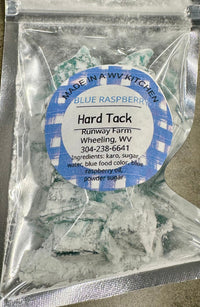 MADE IN A WV KITCHEN
BLUE RASPBERRY
Hard Tack
Runway Farm
Wheeling, WV
304-238-6641
Ingredients: karo, sugar
water, blue food color, blue
raspberry oil,
powder sugar